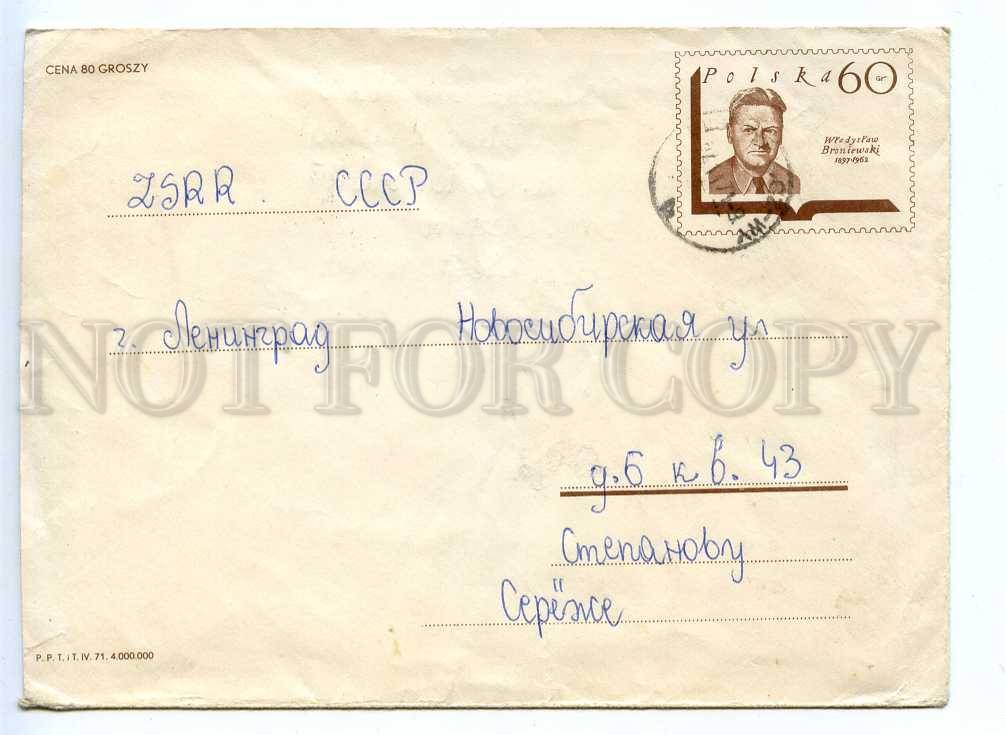 CENA 80 GROSZY
Polska 60 GR
Władysław
Broniewski
1897-1962
ZSRR. СССР
г. Ленинград Новосибирская ул
д.6 кв. 43
Степанову
Серёже
NOT FOR COPY
P. P. T. i T. IV. 71. 4.000.000